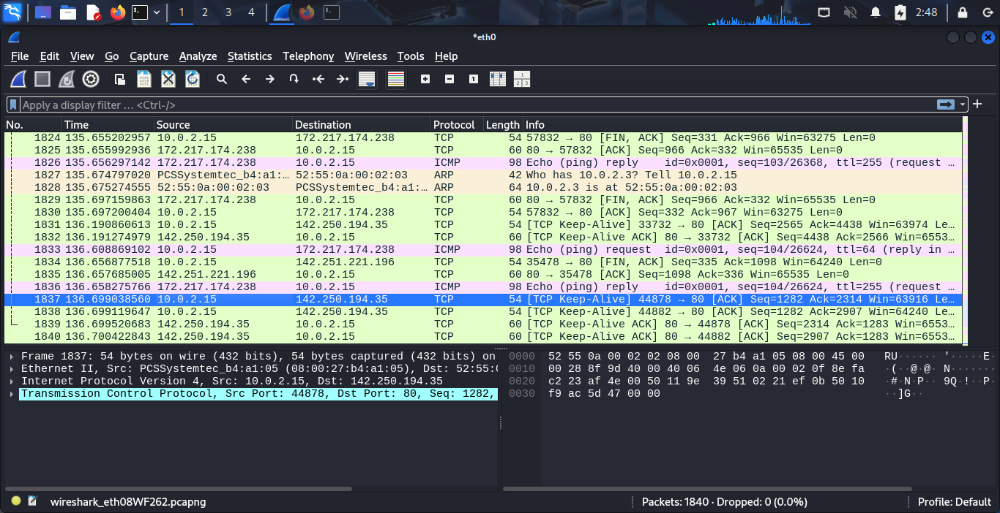 1 2 3 4 2:48
*eth0
File Edit View Go Capture Analyze Statistics Telephony Wireless Tools Help
Apply a display filter … <Ctrl-/>
No. Time Source Destination Protocol Length Info
1824 135.655202957 10.0.2.15 172.217.174.238 TCP 54 57832 → 80 [FIN, ACK] Seq=331 Ack=966 Win=63275 Len=0
1825 135.655992936 172.217.174.238 10.0.2.15 TCP 60 80 → 57832 [ACK] Seq=966 Ack=332 Win=65535 Len=0
1826 135.656297142 172.217.174.238 10.0.2.15 ICMP 98 Echo (ping) reply id=0x0001, seq=103/26368, ttl=255 (request …
1827 135.674797020 PCSSystemtec_b4:a1:… 52:55:0a:00:02:03 ARP 42 Who has 10.0.2.3? Tell 10.0.2.15
1828 135.675274555 52:55:0a:00:02:03 PCSSystemtec_b4:a1:… ARP 64 10.0.2.3 is at 52:55:0a:00:02:03
1829 135.697159863 172.217.174.238 10.0.2.15 TCP 60 80 → 57832 [ACK] Seq=966 Ack=332 Win=65535 Len=0
1830 135.697200404 10.0.2.15 172.217.174.238 TCP 54 57832 → 80 [ACK] Seq=332 Ack=967 Win=63275 Len=0
1831 136.190860613 10.0.2.15 142.250.194.35 TCP 54 [TCP Keep-Alive] 33732 → 80 [ACK] Seq=2565 Ack=4438 Win=63974 Le…
1832 136.191274979 142.250.194.35 10.0.2.15 TCP 60 [TCP Keep-Alive ACK] 80 → 33732 [ACK] Seq=4438 Ack=2566 Win=6553…
1833 136.608869102 10.0.2.15 172.217.174.238 ICMP 98 Echo (ping) request id=0x0001, seq=104/26624, ttl=64 (reply in …
1834 136.656877518 10.0.2.15 142.251.221.196 TCP 54 35478 → 80 [FIN, ACK] Seq=335 Ack=1098 Win=64240 Len=0
1835 136.657685005 142.251.221.196 10.0.2.15 TCP 60 80 → 35478 [ACK] Seq=1098 Ack=336 Win=65535 Len=0
1836 136.658275766 172.217.174.238 10.0.2.15 ICMP 98 Echo (ping) reply id=0x0001, seq=104/26624, ttl=255 (request …
1837 136.699038560 10.0.2.15 142.250.194.35 TCP 54 [TCP Keep-Alive] 44878 → 80 [ACK] Seq=1282 Ack=2314 Win=63916 Le…
1838 136.699119647 10.0.2.15 142.250.194.35 TCP 54 [TCP Keep-Alive] 44882 → 80 [ACK] Seq=1282 Ack=2907 Win=64240 Le…
1839 136.699520683 142.250.194.35 10.0.2.15 TCP 60 [TCP Keep-Alive ACK] 80 → 44878 [ACK] Seq=2314 Ack=1283 Win=6553…
1840 136.700422843 142.250.194.35 10.0.2.15 TCP 60 [TCP Keep-Alive ACK] 80 → 44882 [ACK] Seq=2907 Ack=1283 Win=6553…
Frame 1837: 54 bytes on wire (432 bits), 54 bytes captured (432 bits) on
Ethernet II, Src: PCSSystemtec_b4:a1:05 (08:00:27:b4:a1:05), Dst: 52:55:
Internet Protocol Version 4, Src: 10.0.2.15, Dst: 142.250.194.35
Transmission Control Protocol, Src Port: 44878, Dst Port: 80, Seq: 1282,
0000 52 55 0a 00 02 02 08 00 27 b4 a1 05 08 00 45 00 RU······ '·····E·
0010 00 28 8f 9d 40 00 40 06 4e 06 0a 00 02 0f 8e fa ·(··@·@· N·······
0020 c2 23 af 4e 00 50 11 9e 39 51 02 21 ef 0b 50 10 ·#·N·P·· 9Q·!··P·
0030 f9 ac 5d 47 00 00 ··]G··
wireshark_eth08WF262.pcapng Packets: 1840 · Dropped: 0 (0.0%) Profile: Default